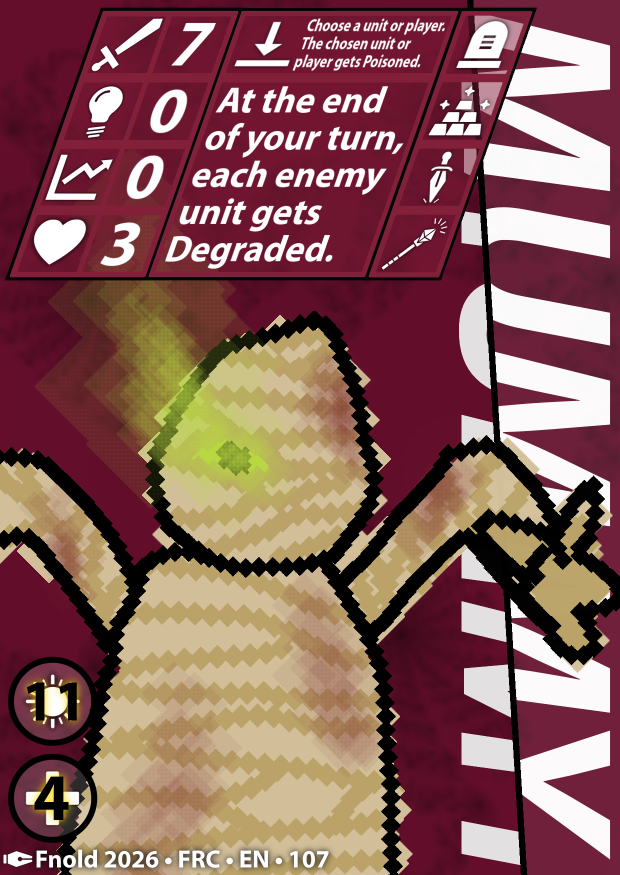 7
Choose a unit or player.
The chosen unit or
player gets Poisoned.
0
At the end
of your turn,
each enemy
unit gets
Degraded.
0
3
MUMMY
11
4
Fnold 2026 • FRC • EN • 107